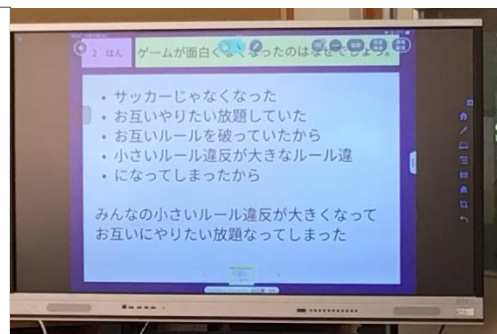 2 はん
ゲームが面白くなくなったのはなぜでしょう。
・サッカーじゃなくなった
・お互いやりたい放題していた
・お互いルールを破っていたから
・小さいルール違反が大きなルール違
・になってしまったから
みんなの小さいルール違反が大きくなって
お互いにやりたい放題なってしまった